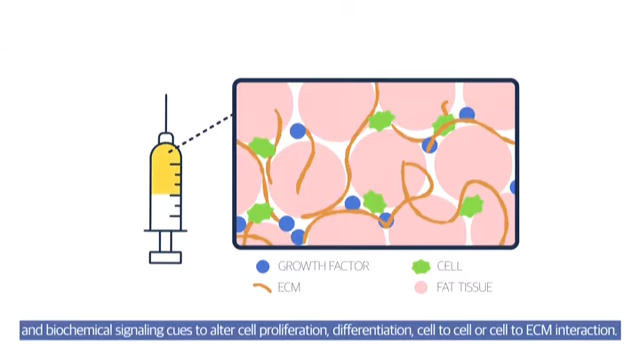 GROWTH FACTOR
CELL
ECM
FAT TISSUE
and biochemical signaling cues to alter cell proliferation, differentiation, cell to cell or cell to ECM interaction.